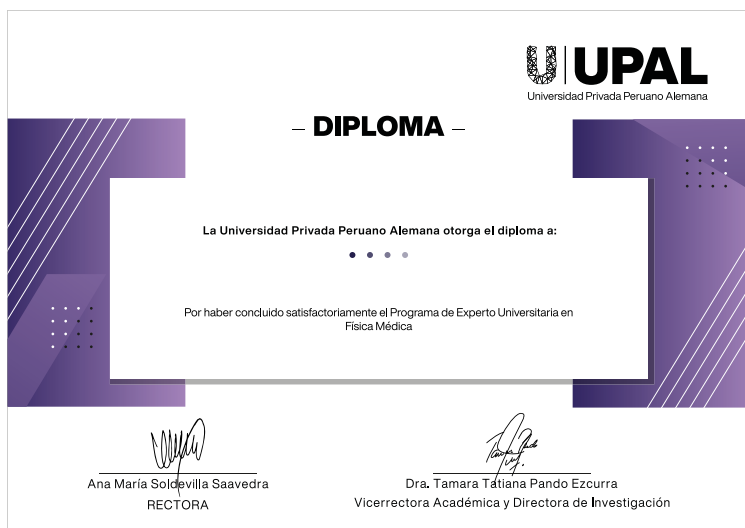 UPAL
Universidad Privada Peruano Alemana
– DIPLOMA –
La Universidad Privada Peruano Alemana otorga el diploma a:
Por haber concluido satisfactoriamente el Programa de Experto Universitaria en
Física Médica
Ana María Soldevilla Saavedra
RECTORA
Dra. Tamara Tatiana Pando Ezcurra
Vicerrectora Académica y Directora de Investigación